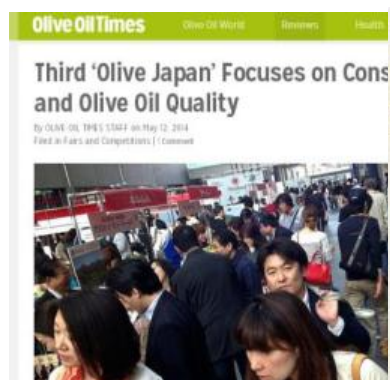 Olive Oil Times Olive Oil World Reviews Health
Third ‘Olive Japan’ Focuses on Cons
and Olive Oil Quality
By OLIVE OIL TIMES STAFF on May 12, 2014
Filed in Fairs and Competitions | 1 Comment